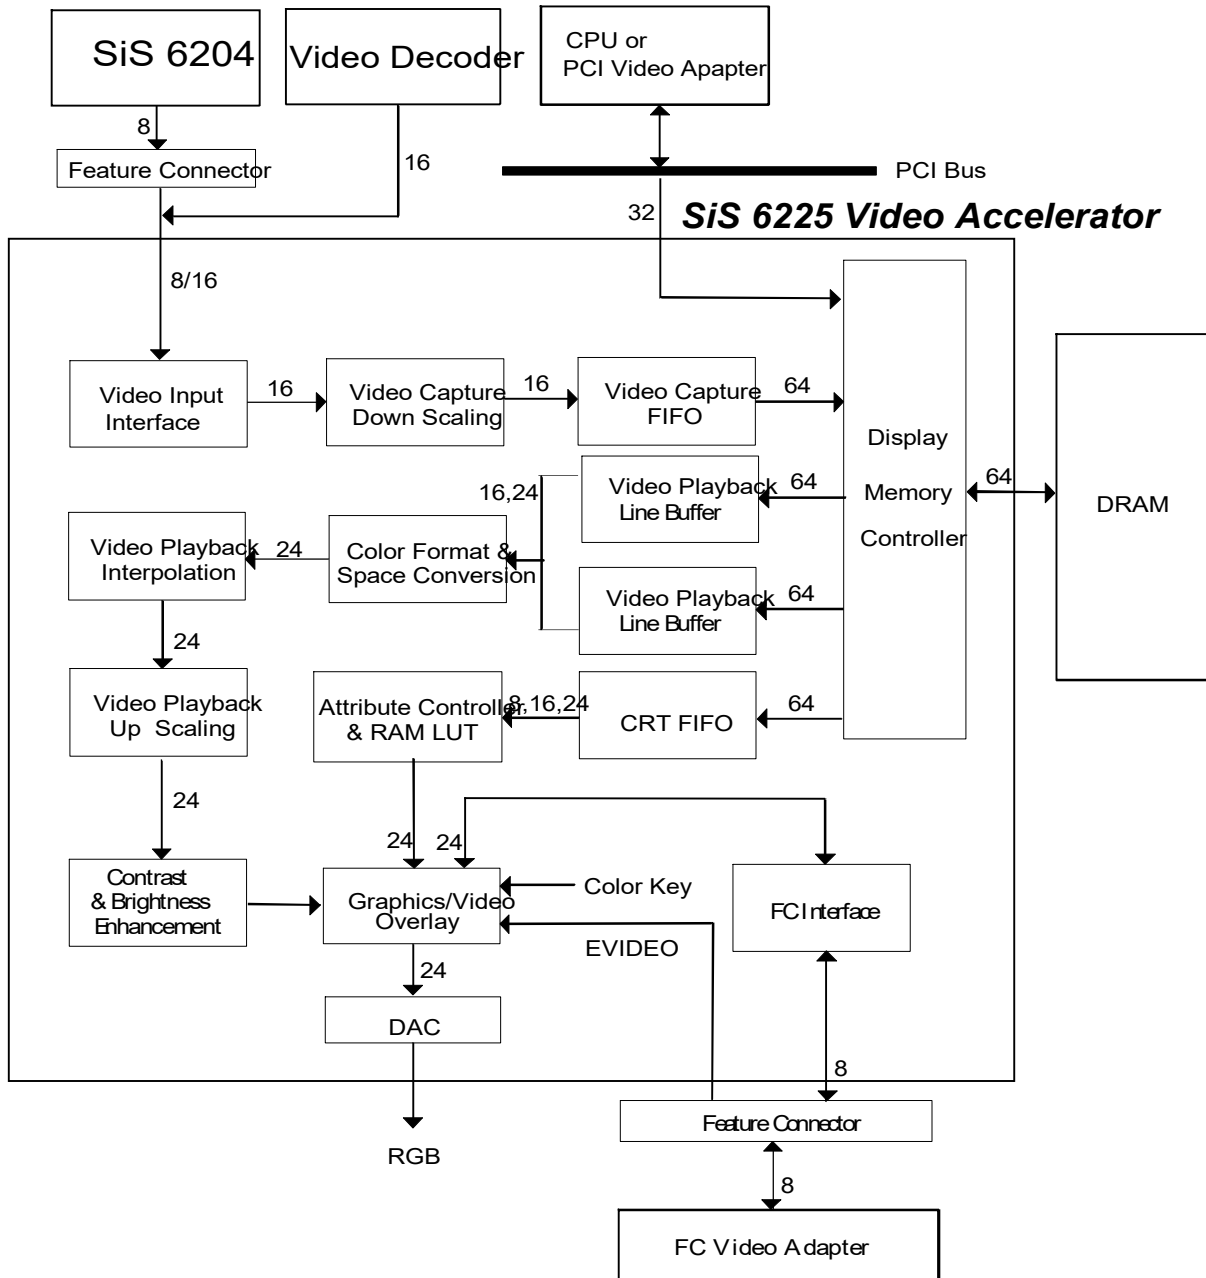 SiS 6204
Video Decoder
CPU or
PCI Video Apapter
8
Feature Connector
16
PCI Bus
32
SiS 6225 Video Accelerator
8/16
Video Input
Interface
16
Video Capture
Down Scaling
16
Video Capture
FIFO
64
Display
Memory
Controller
64
DRAM
Video Playback
Line Buffer
64
16,24
Video Playback
Interpolation
24
Color Format &
Space Conversion
Video Playback
Line Buffer
64
24
Video Playback
Up Scaling
Attribute Controller
& RAM LUT
8,16,24
CRT FIFO
64
24
24
24
Contrast
& Brightness
Enhancement
Graphics/Video
Overlay
Color Key
EVIDEO
FC Interface
24
DAC
8
RGB
Feature Connector
8
FC Video Adapter